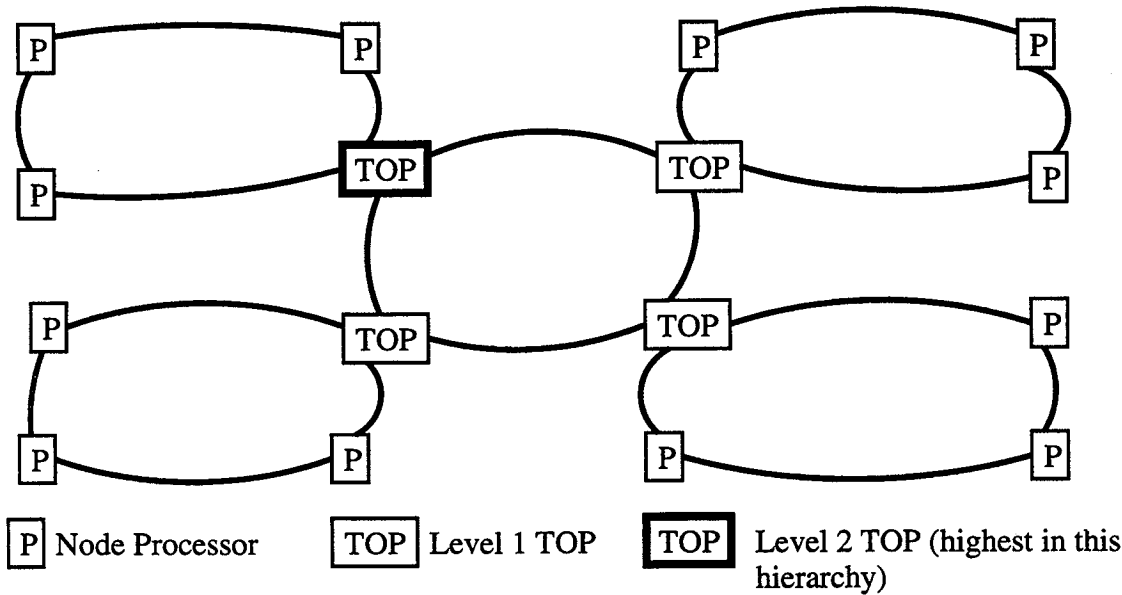 P P P P
P TOP TOP P
P TOP TOP P
P P P P
P Node Processor TOP Level 1 TOP TOP Level 2 TOP (highest in this
hierarchy)